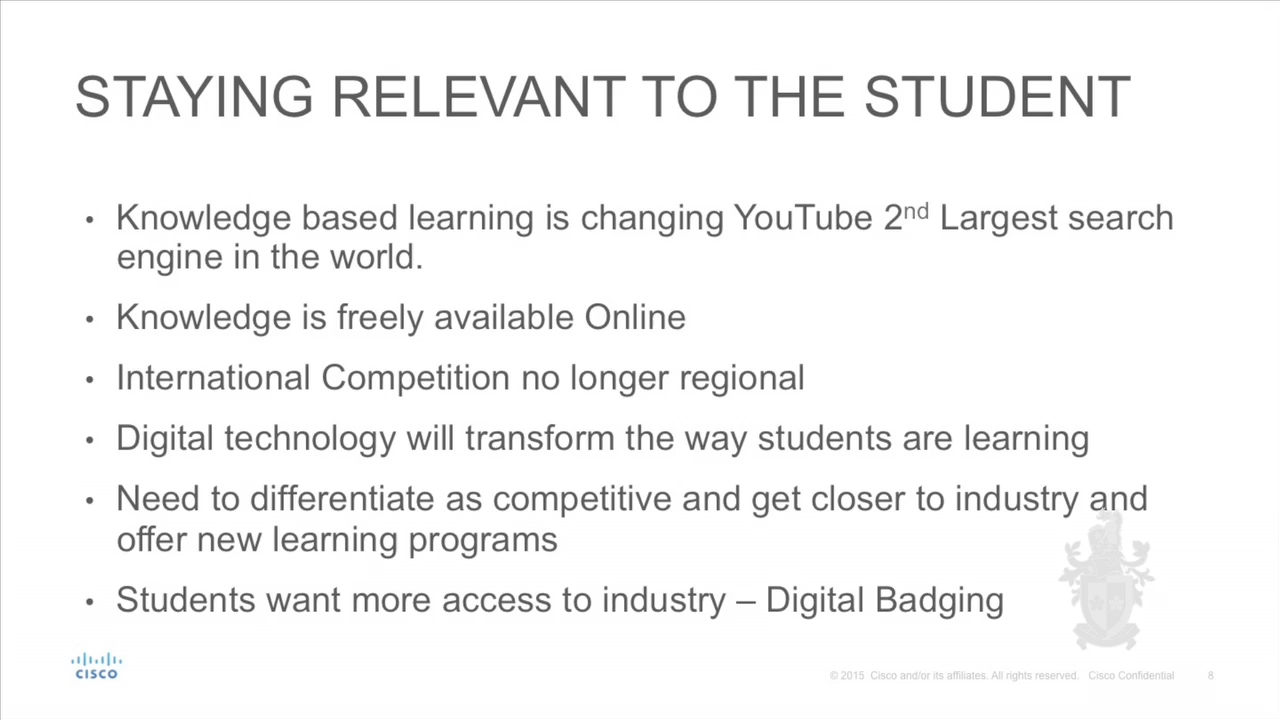 STAYING RELEVANT TO THE STUDENT
• Knowledge based learning is changing YouTube 2nd Largest search
engine in the world.
• Knowledge is freely available Online
• International Competition no longer regional
• Digital technology will transform the way students are learning
• Need to differentiate as competitive and get closer to industry and
offer new learning programs
• Students want more access to industry – Digital Badging
CISCO
© 2015 Cisco and/or its affiliates. All rights reserved. Cisco Confidential 8